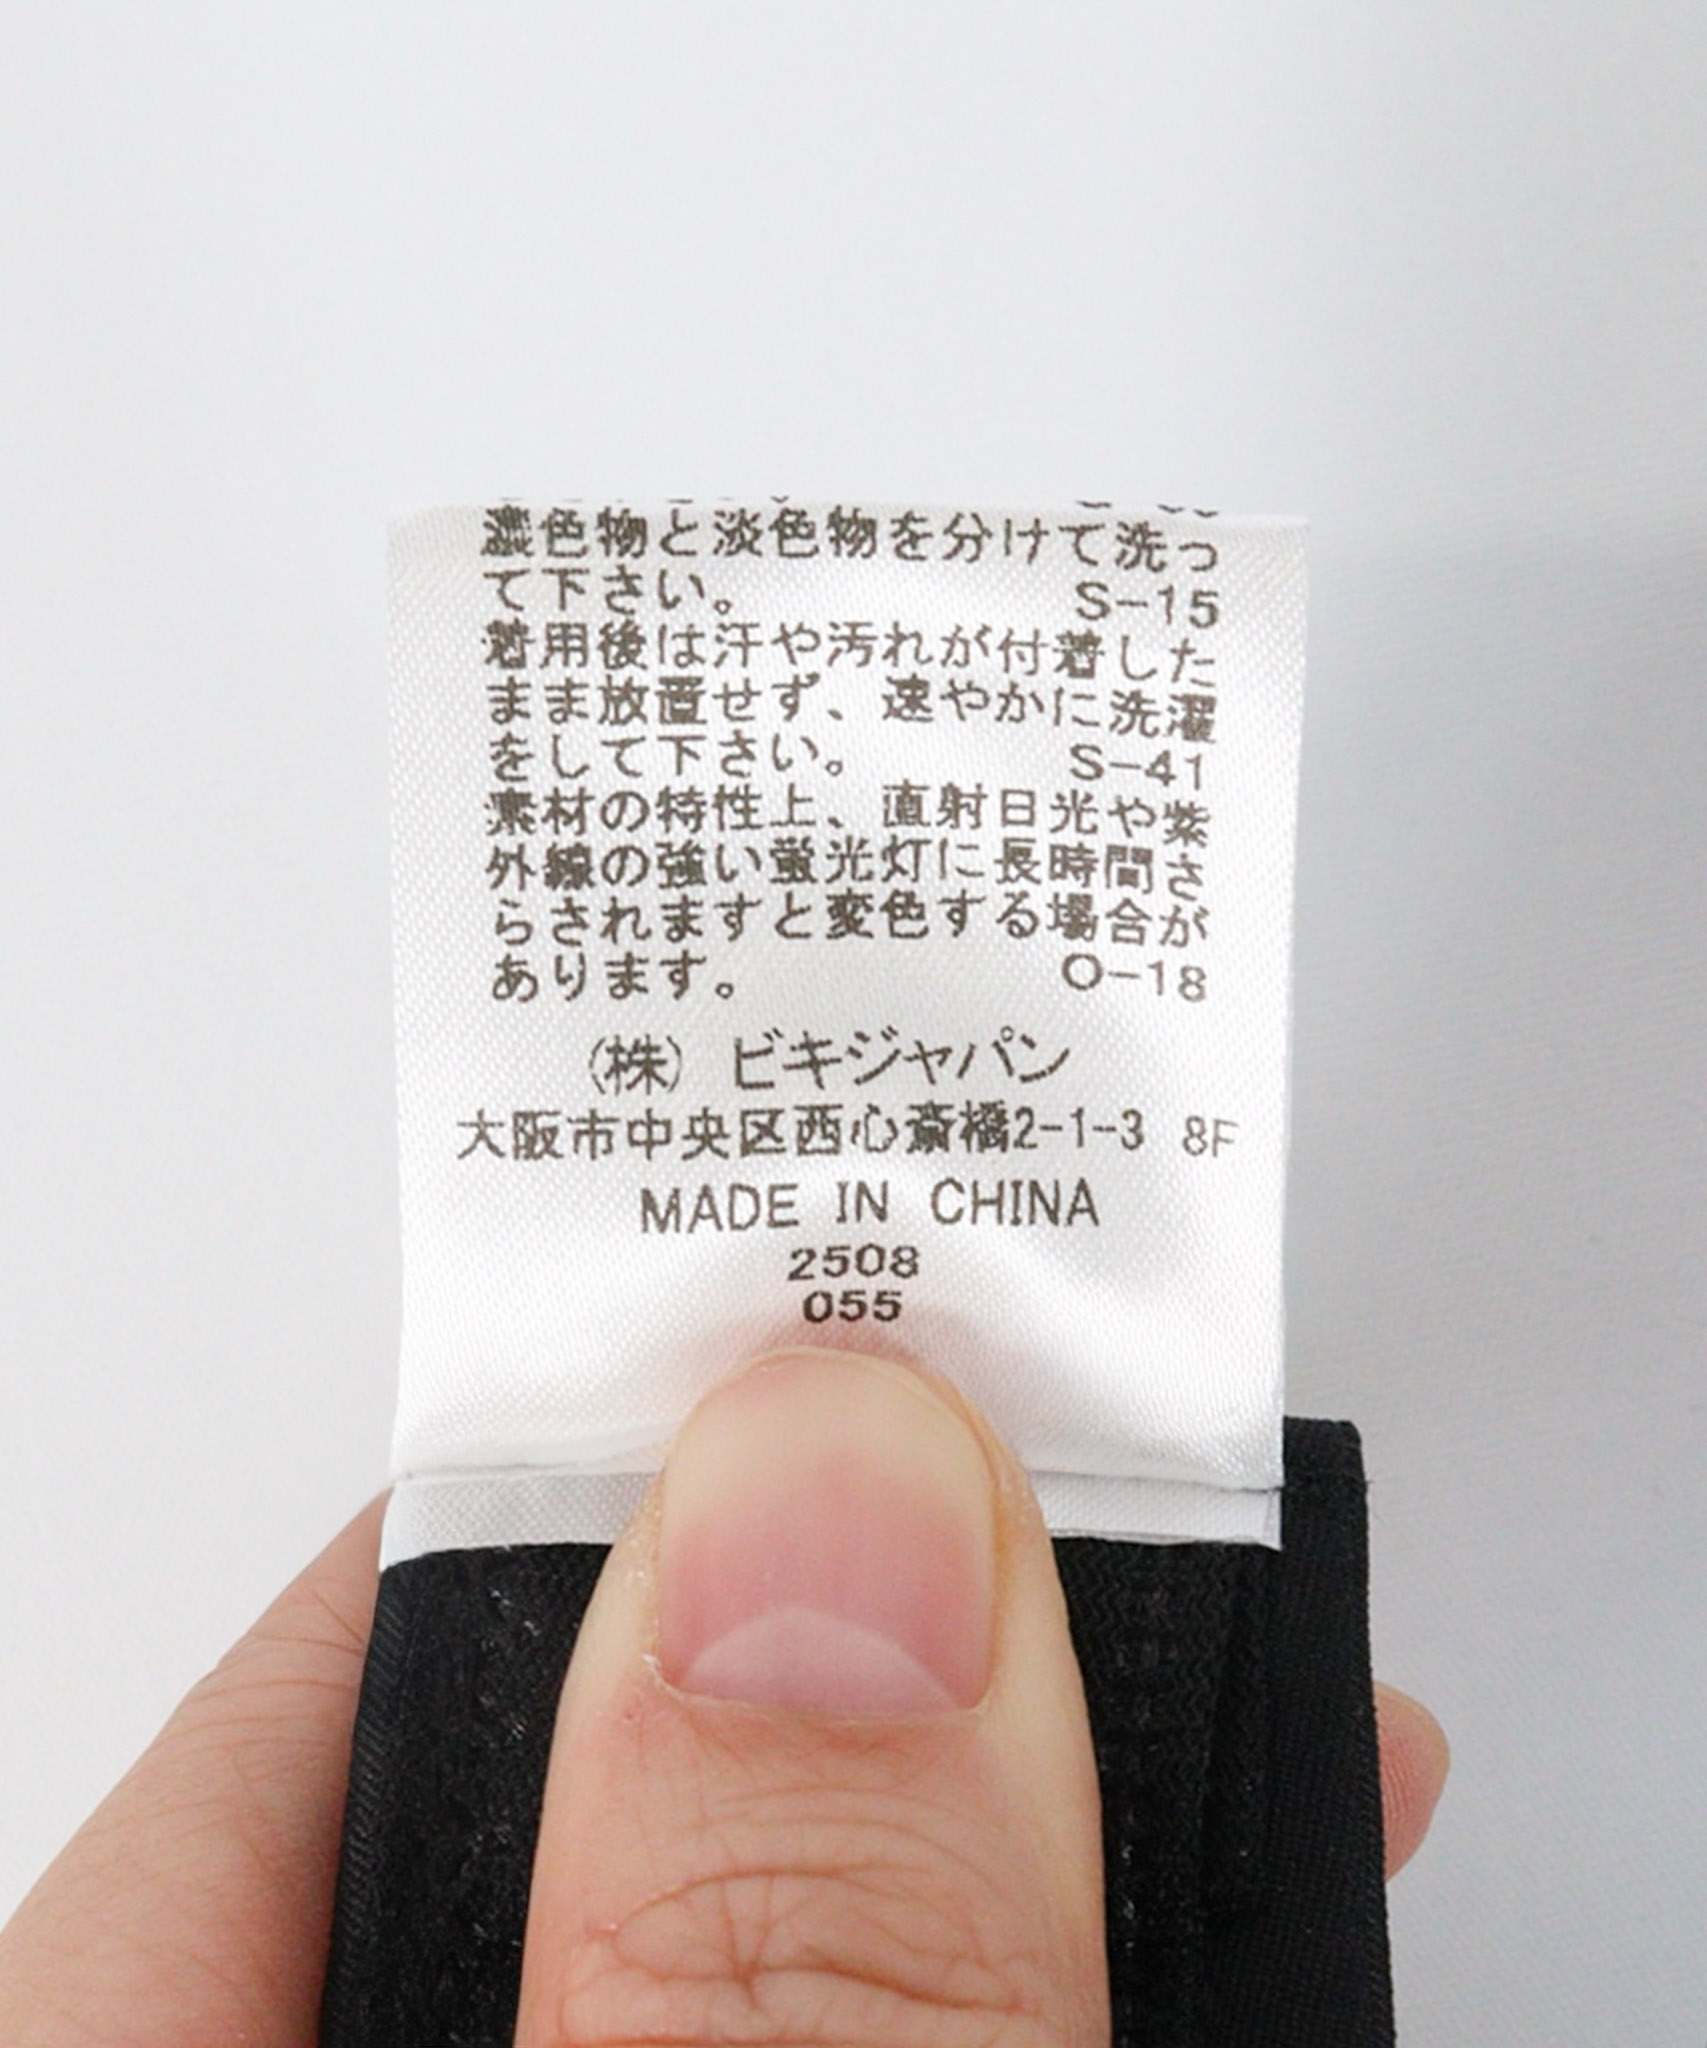 濃色物と淡色物を分けて洗っ
て下さい。 S-15
着用後は汗や汚れが付着した
まま放置せず、速やかに洗濯
をして下さい。 S-41
素材の特性上、直射日光や紫
外線の強い蛍光灯に長時間さ
らされますと変色する場合が
あります。 O-18
(株) ビキジャパン
大阪市中央区西心斎橋2-1-3 8F
MADE IN CHINA
2508
055